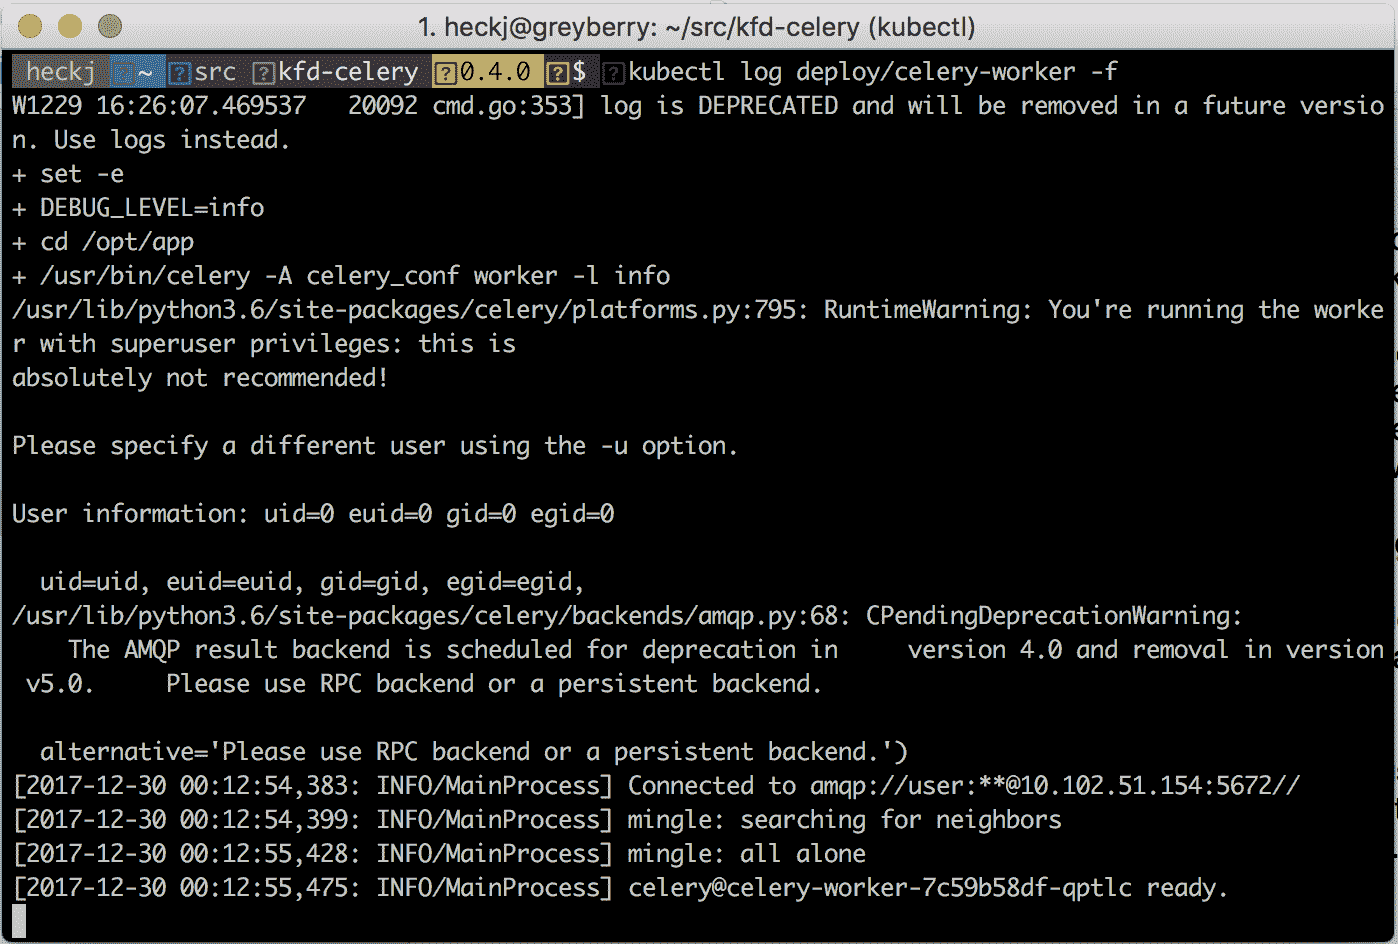 1. heckj@greyberry: ~/src/kfd-celery (kubectl)
heckj ~ src kfd-celery 0.4.0 $ kubectl log deploy/celery-worker -f
W1229 16:26:07.469537   20092 cmd.go:353] log is DEPRECATED and will be removed in a future versio
n. Use logs instead.
+ set -e
+ DEBUG_LEVEL=info
+ cd /opt/app
+ /usr/bin/celery -A celery_conf worker -l info
/usr/lib/python3.6/site-packages/celery/platforms.py:795: RuntimeWarning: You're running the worke
r with superuser privileges: this is
absolutely not recommended!
Please specify a different user using the -u option.
User information: uid=0 euid=0 gid=0 egid=0
  uid=uid, euid=euid, gid=gid, egid=egid,
/usr/lib/python3.6/site-packages/celery/backends/amqp.py:68: CPendingDeprecationWarning:
    The AMQP result backend is scheduled for deprecation in     version 4.0 and removal in version
 v5.0.     Please use RPC backend or a persistent backend.
  alternative='Please use RPC backend or a persistent backend.')
[2017-12-30 00:12:54,383: INFO/MainProcess] Connected to amqp://user:**@10.102.51.154:5672//
[2017-12-30 00:12:54,399: INFO/MainProcess] mingle: searching for neighbors
[2017-12-30 00:12:55,428: INFO/MainProcess] mingle: all alone
[2017-12-30 00:12:55,475: INFO/MainProcess] celery@celery-worker-7c59b58df-qptlc ready.